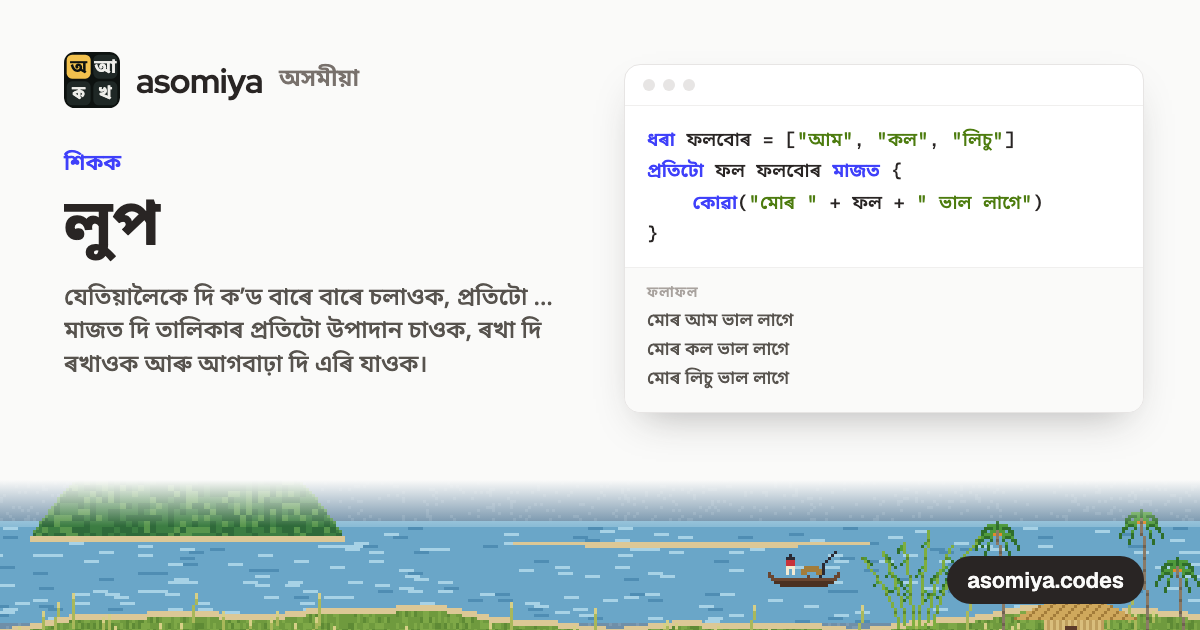 অ আ
ক খ
asomiya অসমীয়া
শিকক
লুপ
যেতিয়ালৈকে দি ক’ড বাৰে বাৰে চলাওক, প্ৰতিটো ...
মাজত দি তালিকাৰ প্ৰতিটো উপাদান চাওক, ৰখা দি
ৰখাওক আৰু আগবাঢ়া দি এৰি যাওক।
ধৰা ফলবোৰ = ["আম", "কল", "লিচু"]
প্ৰতিটো ফল ফলবোৰ মাজত {
    কোৱা("মোৰ " + ফল + " ভাল লাগে")
}
ফলাফল
মোৰ আম ভাল লাগে
মোৰ কল ভাল লাগে
মোৰ লিচু ভাল লাগে
asomiya.codes